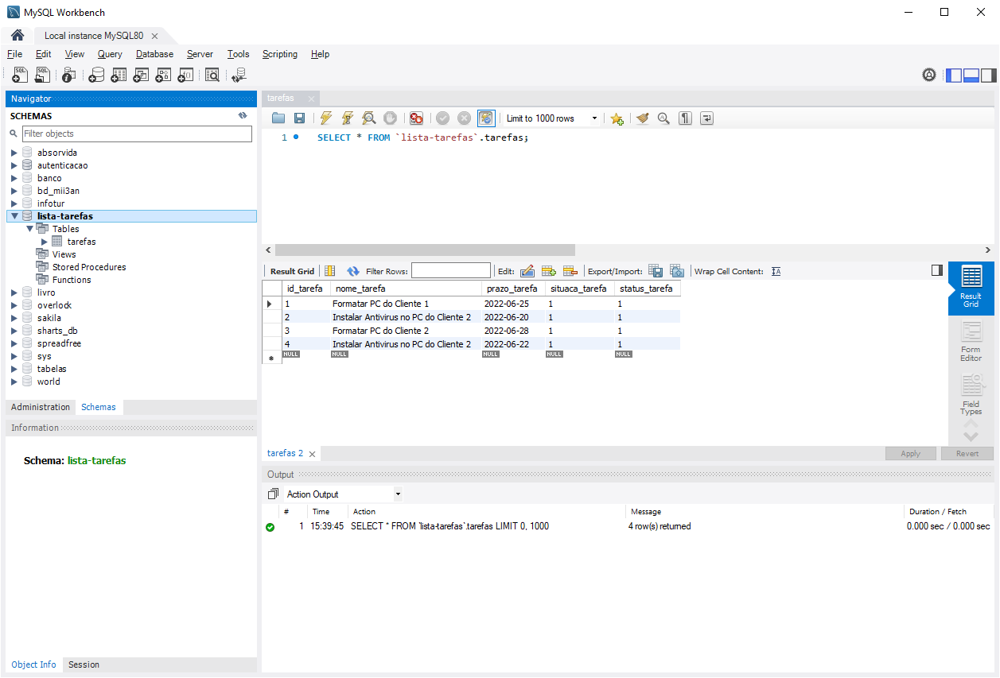 MySQL Workbench
Local instance MySQL80
File Edit View Query Database Server Tools Scripting Help
Navigator
SCHEMAS
Filter objects
absorvida
autenticacao
banco
bd_mii3an
infotur
lista-tarefas
Tables
tarefas
Views
Stored Procedures
Functions
livro
overlock
sakila
sharts_db
spreadfree
sys
tabelas
world
Administration Schemas
Information
Schema: lista-tarefas
Object Info Session
tarefas
Limit to 1000 rows
1 SELECT * FROM `lista-tarefas`.tarefas;
Result Grid Filter Rows: Edit: Export/Import: Wrap Cell Content:
id_tarefa nome_tarefa prazo_tarefa situaca_tarefa status_tarefa
1 Formatar PC do Cliente 1 2022-06-25 1 1
2 Instalar Antivirus no PC do Cliente 2 2022-06-20 1 1
3 Formatar PC do Cliente 2 2022-06-28 1 1
4 Instalar Antivirus no PC do Cliente 2 2022-06-22 1 1
NULL NULL NULL NULL NULL
Result
Grid
Form
Editor
Field
Types
tarefas 2
Apply Revert
Output
Action Output
# Time Action Message Duration / Fetch
1 15:39:45 SELECT * FROM `lista-tarefas`.tarefas LIMIT 0, 1000 4 row(s) returned 0.000 sec / 0.000 sec